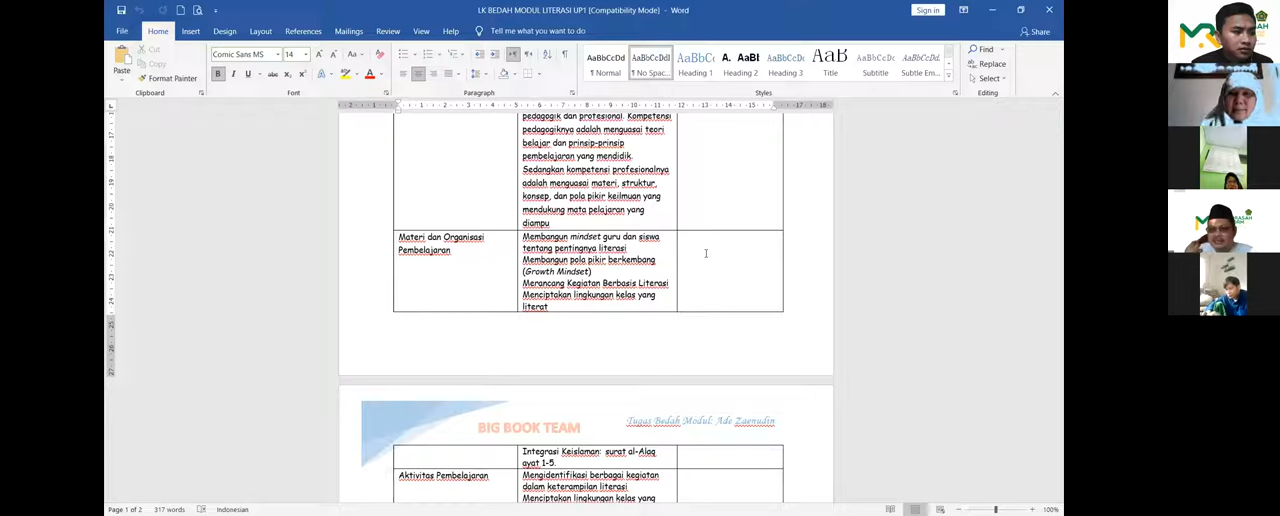 LK BEDAH MODUL LITERASI UP1 [Compatibility Mode] - Word
Sign in
File Home Insert Design Layout References Mailings Review View Help Tell me what you want to do
Share
Cut
Copy
Paste
Format Painter
Clipboard
Comic Sans MS 14
Font
Paragraph
AaBbCcDd AaBbCcDdI AaBbCc A. AaBI AaBbCcDd AaB AaBbCcD AaBbCcDd.
¶ Normal ¶ No Spac... Heading 1 Heading 2 Heading 3 Title Subtitle Subtle Em...
Styles
Find
Replace
Select
Editing
pedagogik dan profesional. Kompetensi
pedagogiknya adalah menguasai teori
belajar dan prinsip-prinsip
pembelajaran yang mendidik.
Sedangkan kompetensi profesionalnya
adalah menguasai materi, struktur,
konsep, dan pola pikir keilmuan yang
mendukung mata pelajaran yang
diampu
Materi dan Organisasi
Pembelajaran
Membangun mindset guru dan siswa
tentang pentingnya literasi
Membangun pola pikir berkembang
(Growth Mindset)
Merancang Kegiatan Berbasis Literasi
Menciptakan lingkungan kelas yang
literat
BIG BOOK TEAM
Tugas Bedah Modul: Ade Zaenudin
Integrasi Keislaman: surat al-Alaq
ayat 1-5.
Aktivitas Pembelajaran
Mengidentifikasi berbagai kegiatan
dalam keterampilan literasi
Menciptakan lingkungan kelas yang
Page 1 of 2 317 words Indonesian
100%